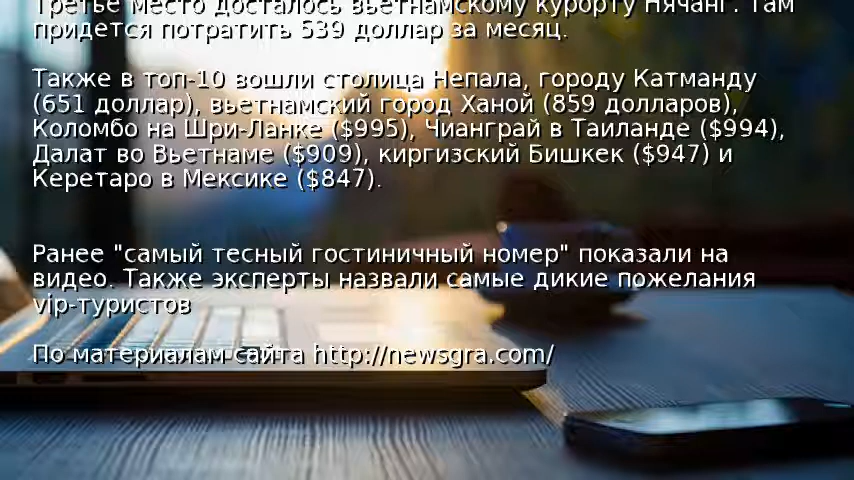 Третье место досталось вьетнамскому курорту Нячанг. Там
придется потратить 539 доллар за месяц.
Также в топ-10 вошли столица Непала, городу Катманду
(651 доллар), вьетнамский город Ханой (859 долларов),
Коломбо на Шри-Ланке ($995), Чианграй в Таиланде ($994),
Далат во Вьетнаме ($909), киргизский Бишкек ($947) и
Керетаро в Мексике ($847).
Ранее "самый тесный гостиничный номер" показали на
видео. Также эксперты назвали самые дикие пожелания
vip-туристов
По материалам сайта http://newsgra.com/